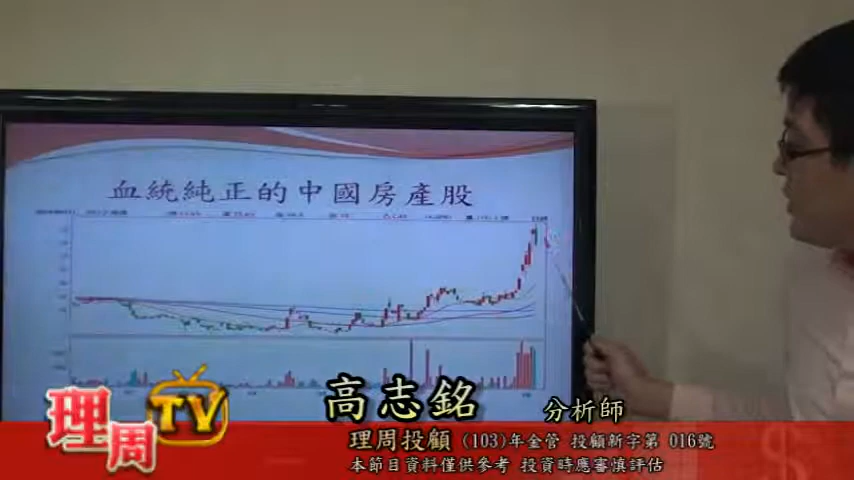 血統純正的中國房產股
理周TV
高志銘 分析師
理周投顧 (103)年金管 投顧新字第 016號
本節目資料僅供參考 投資時應審慎評估